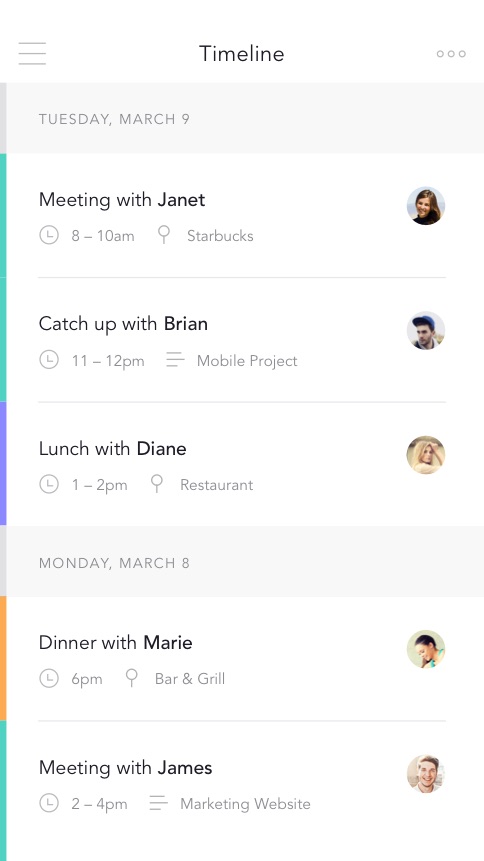 Timeline
TUESDAY, MARCH 9
Meeting with Janet
8 – 10am Starbucks
Catch up with Brian
11 – 12pm Mobile Project
Lunch with Diane
1 – 2pm Restaurant
MONDAY, MARCH 8
Dinner with Marie
6pm Bar & Grill
Meeting with James
2 – 4pm Marketing Website